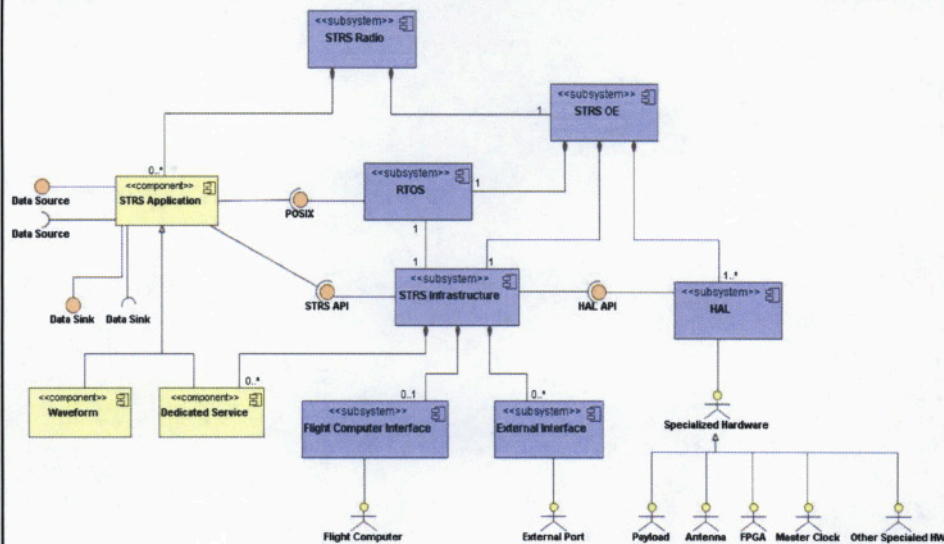 <<subsystem>>
STRS Radio
<<subsystem>>
STRS OE
1
0..*
<<component>>
STRS Application
Data Source
Data Source
<<subsystem>>
RTOS
1
POSIX
1
1
1
<<subsystem>>
STRS Infrastructure
STRS API
HAL API
1..*
<<subsystem>>
HAL
Data Sink
Data Sink
0..*
0..1
0..*
<<component>>
Waveform
<<component>>
Dedicated Service
<<subsystem>>
Flight Computer Interface
<<subsystem>>
External Interface
Specialized Hardware
Flight Computer
External Port
Payload
Antenna
FPGA
Master Clock
Other Specialed HW